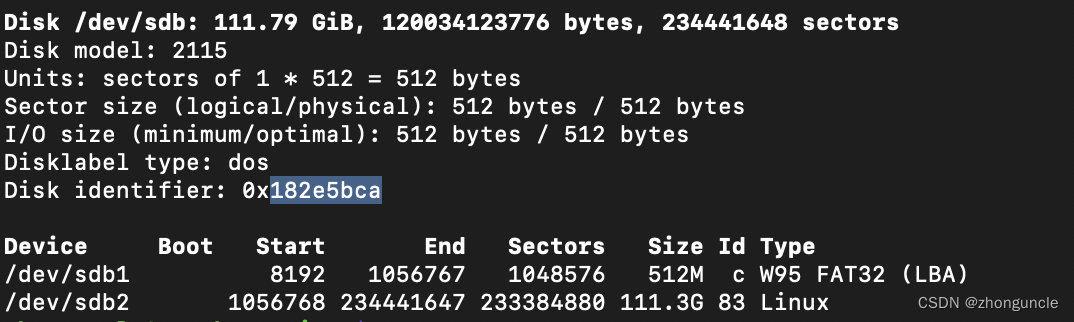 Disk /dev/sdb: 111.79 GiB, 120034123776 bytes, 234441648 sectors
Disk model: 2115
Units: sectors of 1 * 512 = 512 bytes
Sector size (logical/physical): 512 bytes / 512 bytes
I/O size (minimum/optimal): 512 bytes / 512 bytes
Disklabel type: dos
Disk identifier: 0x182e5bca
Device Boot Start End Sectors Size Id Type
/dev/sdb1 8192 1056767 1048576 512M c W95 FAT32 (LBA)
/dev/sdb2 1056768 234441647 233384880 111.3G 83 Linux
CSDN @zhonguncle